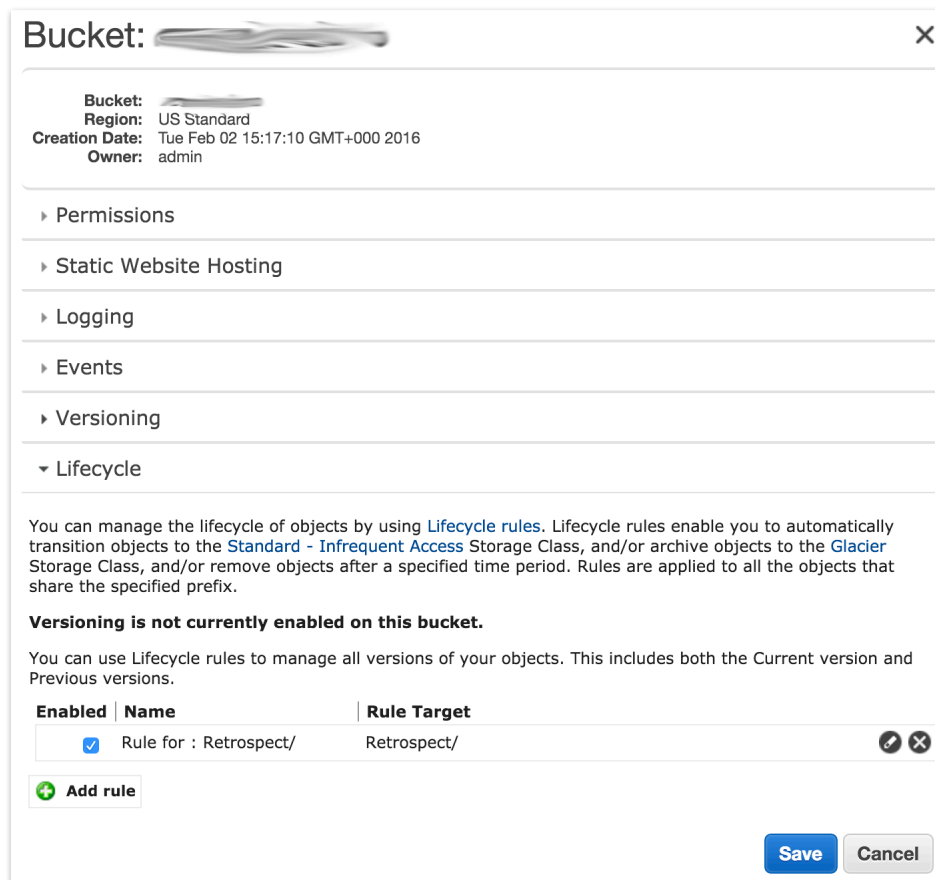 Bucket:
Bucket:
Region: US Standard
Creation Date: Tue Feb 02 15:17:10 GMT+000 2016
Owner: admin
Permissions
Static Website Hosting
Logging
Events
Versioning
Lifecycle
You can manage the lifecycle of objects by using Lifecycle rules. Lifecycle rules enable you to automatically
transition objects to the Standard - Infrequent Access Storage Class, and/or archive objects to the Glacier
Storage Class, and/or remove objects after a specified time period. Rules are applied to all the objects that
share the specified prefix.
Versioning is not currently enabled on this bucket.
You can use Lifecycle rules to manage all versions of your objects. This includes both the Current version and
Previous versions.
Enabled Name Rule Target
Rule for : Retrospect/ Retrospect/
Add rule
Save Cancel